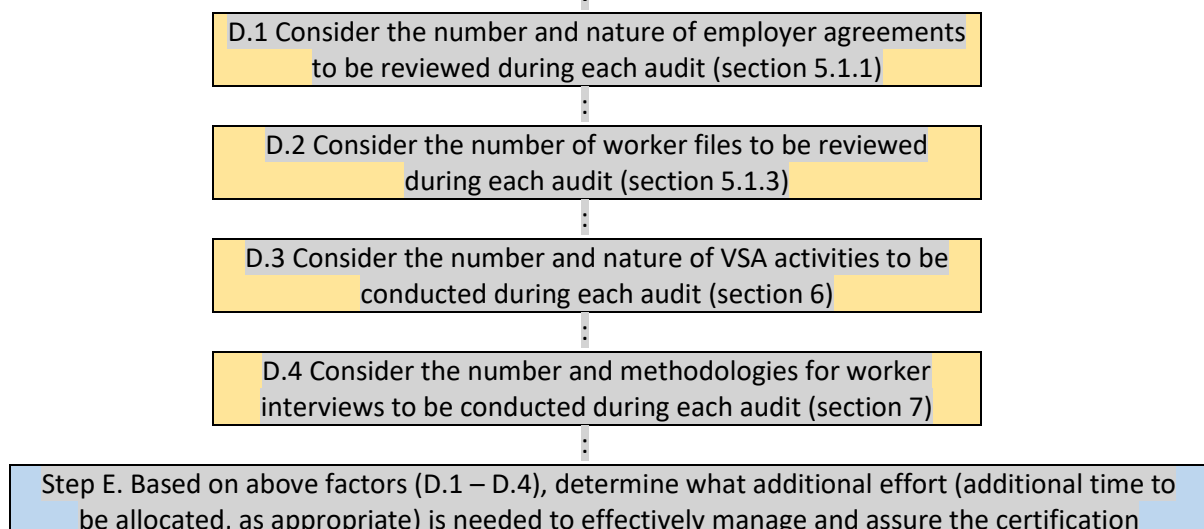 :
D.1 Consider the number and nature of employer agreements
to be reviewed during each audit (section 5.1.1)
:
D.2 Consider the number of worker files to be reviewed
during each audit (section 5.1.3)
:
D.3 Consider the number and nature of VSA activities to be
conducted during each audit (section 6)
:
D.4 Consider the number and methodologies for worker
interviews to be conducted during each audit (section 7)
:
Step E. Based on above factors (D.1 – D.4), determine what additional effort (additional time to
be allocated, as appropriate) is needed to effectively manage and assure the certification